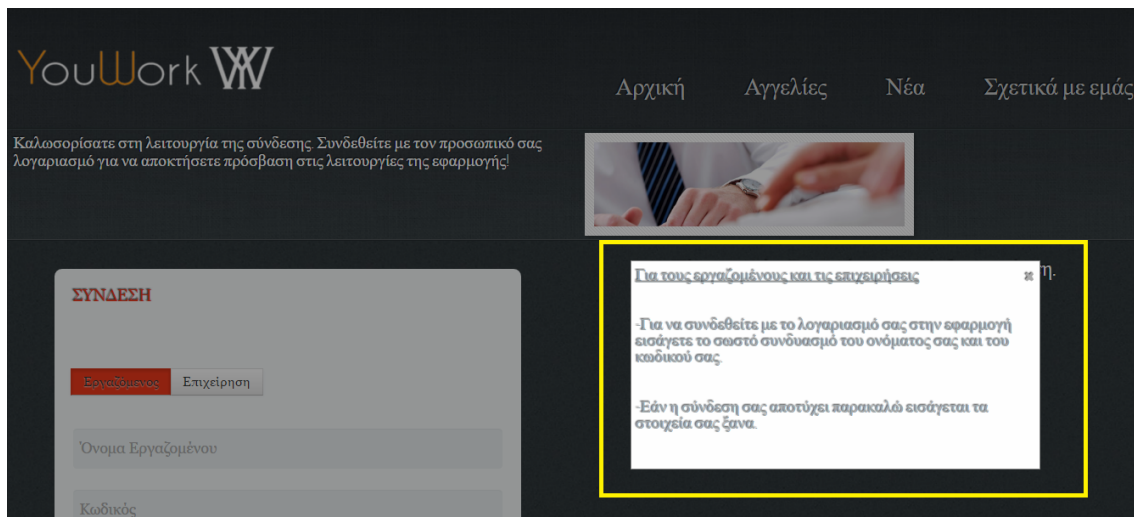 YouWork W
Αρχική Αγγελίες Νέα Σχετικά με εμάς
Καλωσορίσατε στη λειτουργία της σύνδεσης. Συνδεθείτε με τον προσωπικό σας
λογαριασμό για να αποκτήσετε πρόσβαση στις λειτουργίες της εφαρμογής!
ΣΥΝΔΕΣΗ
Εργαζόμενος Επιχείρηση
Όνομα Εργαζομένου
Κωδικός
Για τους εργαζομένους και τις επιχειρήσεις
η.
-Για να συνδεθείτε με το λογαριασμό σας στην εφαρμογή
εισάγετε το σωστό συνδυασμό του ονόματος σας και του
κωδικού σας.
-Εάν η σύνδεση σας αποτύχει παρακαλώ εισάγεται τα
στοιχεία σας ξανα.